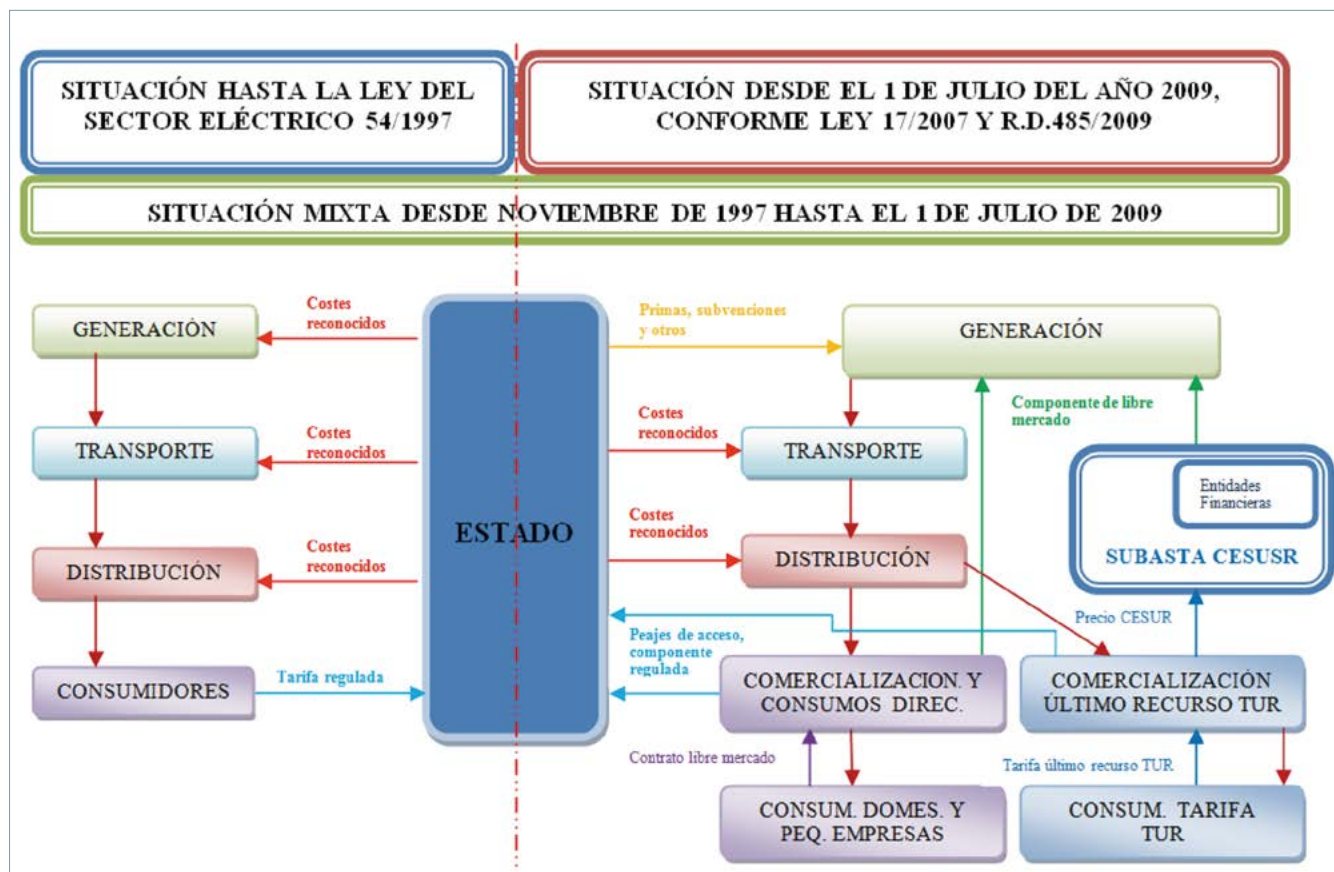 SITUACIÓN HASTA LA LEY DEL
SECTOR ELÉCTRICO 54/1997
SITUACIÓN DESDE EL 1 DE JULIO DEL AÑO 2009,
CONFORME LEY 17/2007 Y R.D.485/2009
SITUACIÓN MIXTA DESDE NOVIEMBRE DE 1997 HASTA EL 1 DE JULIO DE 2009
GENERACIÓN
Costes
reconocidos
TRANSPORTE
Costes
reconocidos
DISTRIBUCIÓN
Costes
reconocidos
CONSUMIDORES
Tarifa regulada
ESTADO
Primas, subvenciones
y otros
GENERACIÓN
Componente de libre
mercado
Costes
reconocidos
TRANSPORTE
Entidades
Financieras
SUBASTA CESUSR
Costes
reconocidos
DISTRIBUCIÓN
Precio CESUR
Peajes de acceso,
componente
regulada
COMERCIALIZACION. Y
CONSUMOS DIREC.
COMERCIALIZACIÓN
ÚLTIMO RECURSO TUR
Contrato libre mercado
Tarifa último recurso TUR
CONSUM. DOMES. Y
PEQ. EMPRESAS
CONSUM. TARIFA
TUR